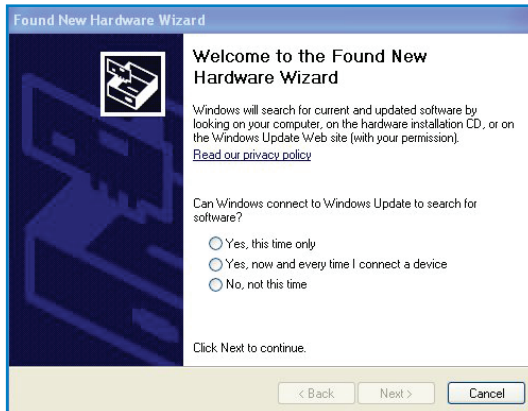 Found New Hardware Wizard
Welcome to the Found New
Hardware Wizard
Windows will search for current and updated software by
looking on your computer, on the hardware installation CD, or on
the Windows Update Web site (with your permission).
Read our privacy policy
Can Windows connect to Windows Update to search for
software?
Yes, this time only
Yes, now and every time I connect a device
No, not this time
Click Next to continue.
< Back Next > Cancel